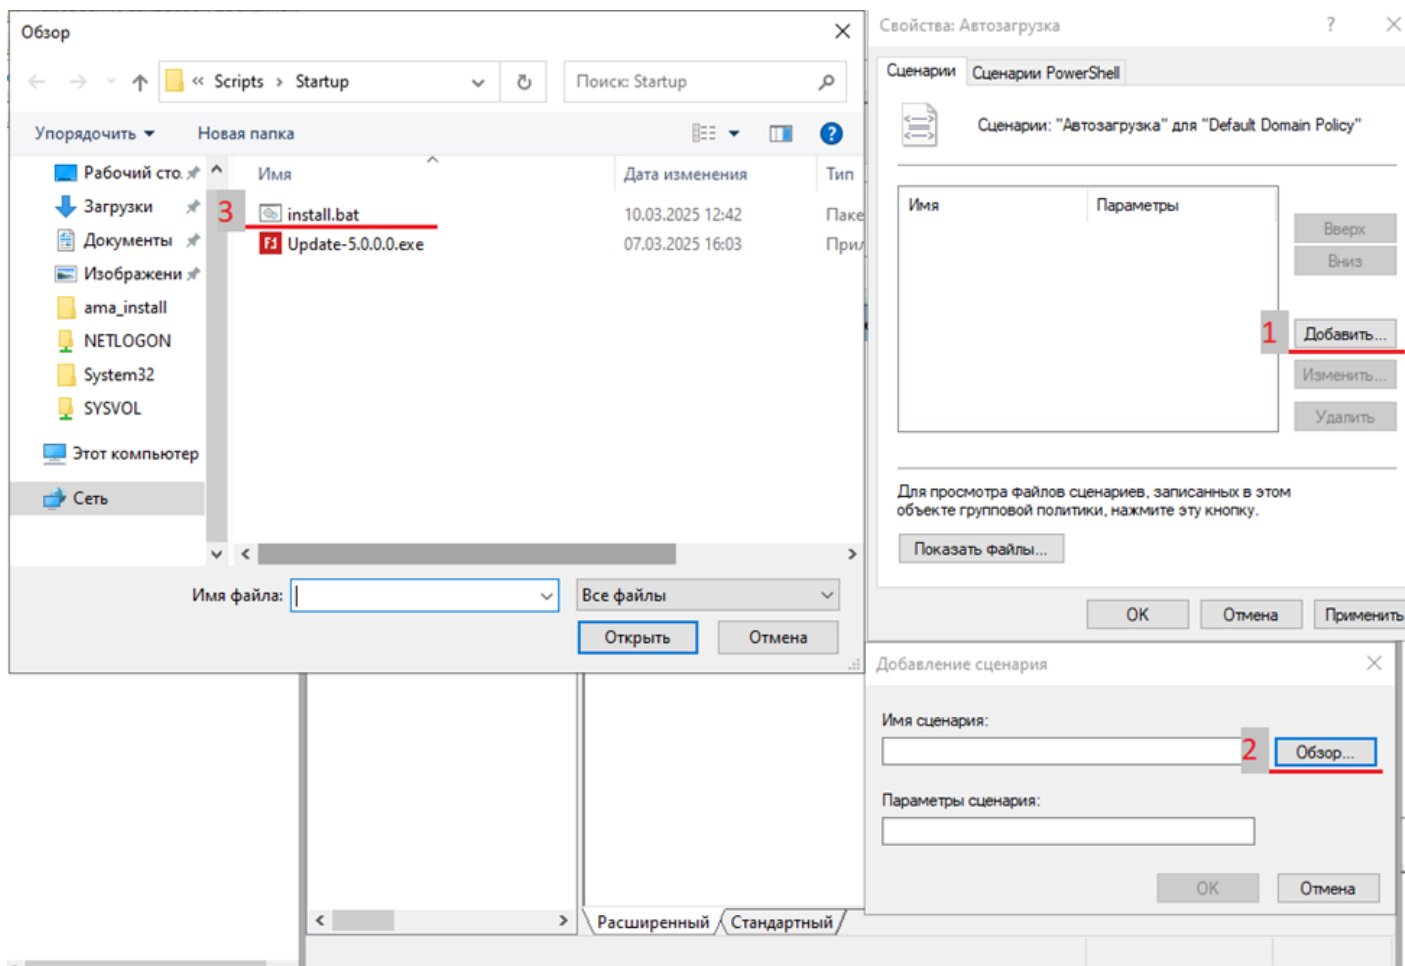 Обзор
« Scripts › Startup
Поиск: Startup
Упорядочить
Новая папка
Имя
Дата изменения
Тип
Рабочий сто.
Загрузки
Документы
Изображени
ama_install
NETLOGON
System32
SYSVOL
Этот компьютер
Сеть
3
install.bat
10.03.2025 12:42
Паке
Update-5.0.0.0.exe
07.03.2025 16:03
При
Имя файла:
Все файлы
Открыть
Отмена
Свойства: Автозагрузка
Сценарии
Сценарии PowerShell
Сценарии: "Автозагрузка" для "Default Domain Policy"
Имя
Параметры
Вверх
Вниз
1
Добавить...
Изменить...
Удалить
Для просмотра файлов сценариев, записанных в этом
объекте групповой политики, нажмите эту кнопку.
Показать файлы...
ОК
Отмена
Применить
Добавление сценария
Имя сценария:
2
Обзор...
Параметры сценария:
ОК
Отмена
Расширенный
Стандартный